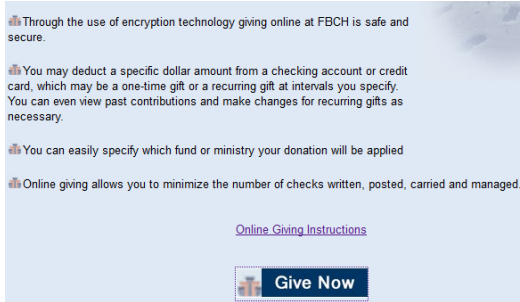 Through the use of encryption technology giving online at FBCH is safe and
secure.
You may deduct a specific dollar amount from a checking account or credit
card, which may be a one-time gift or a recurring gift at intervals you specify.
You can even view past contributions and make changes for recurring gifts as
necessary.
You can easily specify which fund or ministry your donation will be applied
Online giving allows you to minimize the number of checks written, posted, carried and managed.
Online Giving Instructions
Give Now